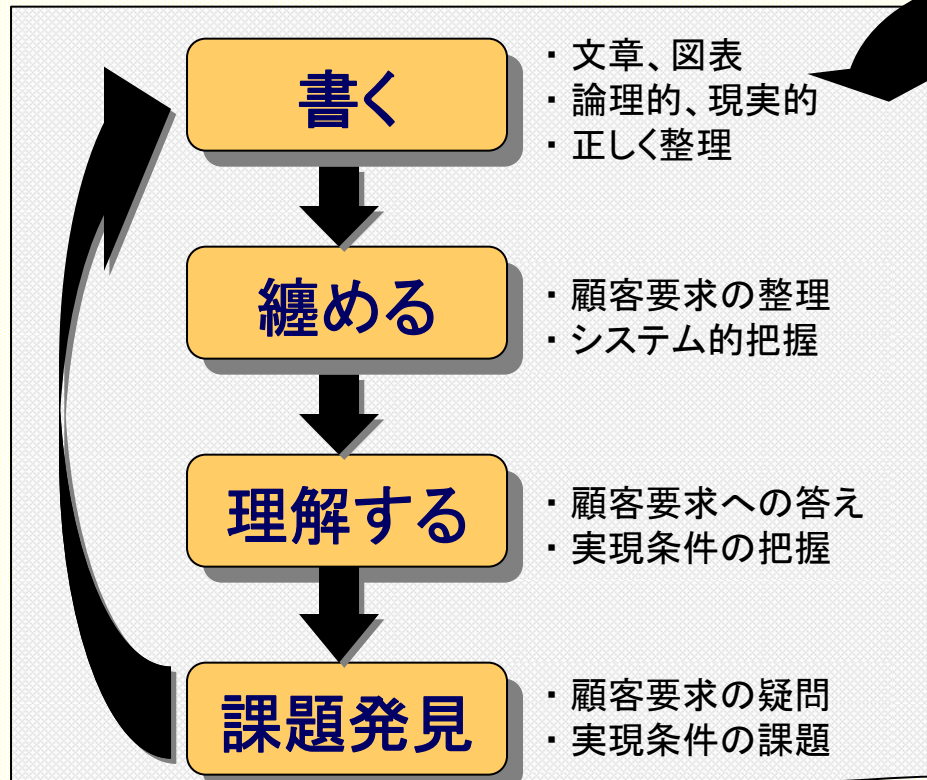 書く
・文章、図表
・論理的、現実的
・正しく整理
纏める
・顧客要求の整理
・システム的把握
理解する
・顧客要求への答え
・実現条件の把握
課題発見
・顧客要求の疑問
・実現条件の課題